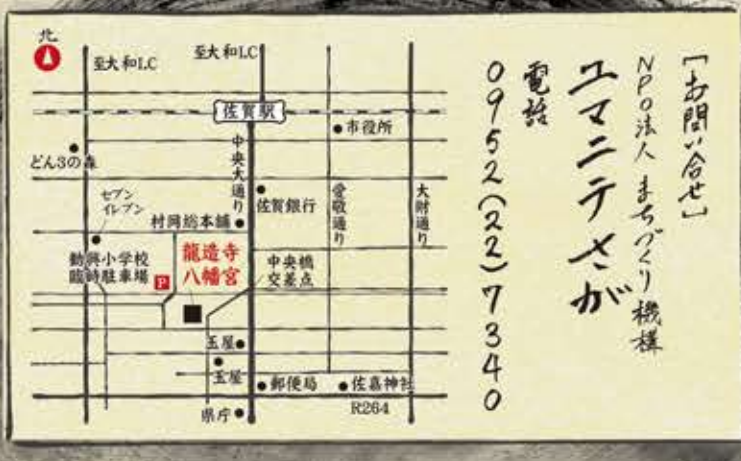 [お問い合せ]
NPO法人 まちづくり機構
ユマニテさが
電話
0952(22)7340
北
至大和I.C
至大和I.C
佐賀駅
市役所
どん3の森
中央大通り
セブン
イレブン
佐賀銀行
愛敬通り
大財通り
村岡総本舗
勧興小学校
臨時駐車場
P
龍造寺
八幡宮
中央橋
交差点
玉屋
玉屋
郵便局
佐嘉神社
県庁
R264